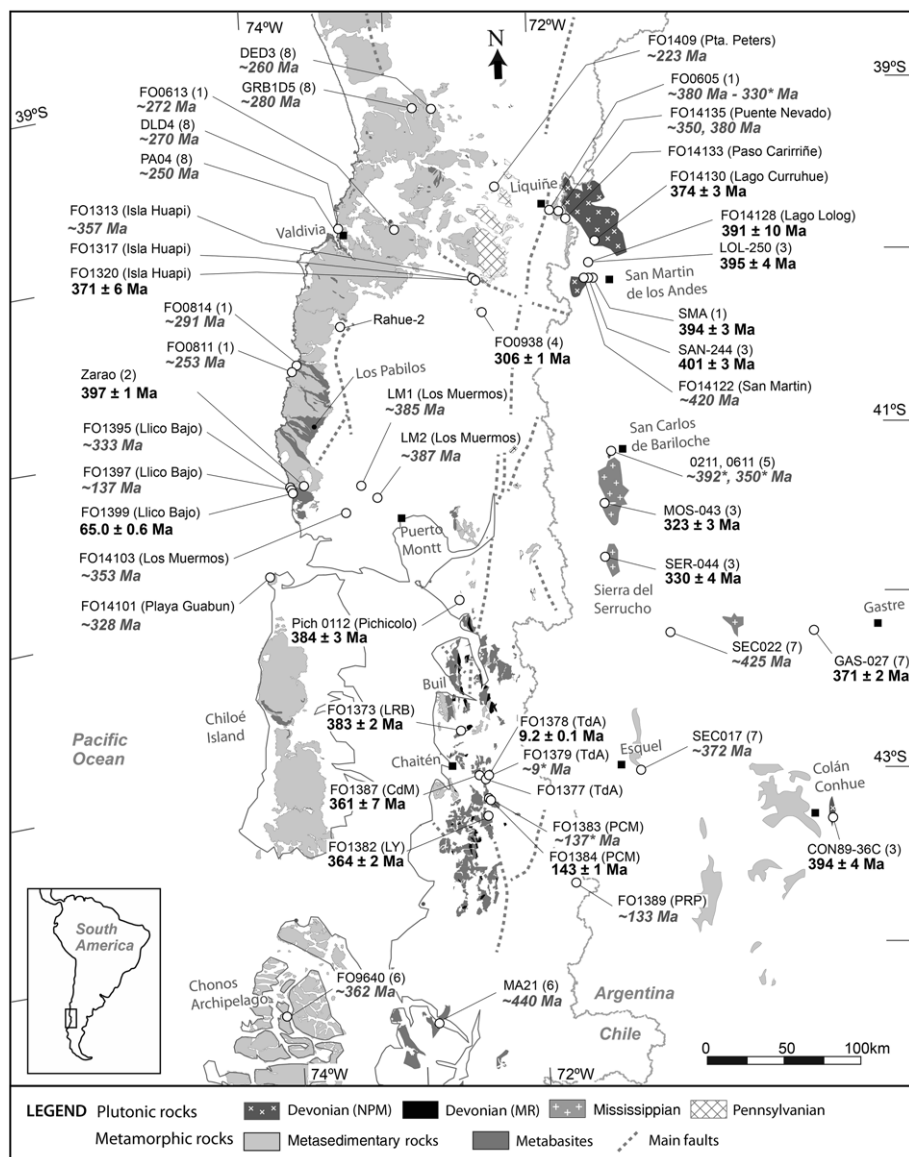 74ºW
72ºW
39ºS
39ºS
N
DED3 (8)
~260 Ma
FO0613 (1)
~272 Ma
GRB1D5 (8)
~280 Ma
DLD4 (8)
~270 Ma
PA04 (8)
~250 Ma
FO1313 (Isla Huapi)
~357 Ma
FO1317 (Isla Huapi)
FO1320 (Isla Huapi)
371 ± 6 Ma
Valdivia
FO0814 (1)
~291 Ma
FO0811 (1)
~253 Ma
Zarao (2)
397 ± 1 Ma
FO1395 (Llico Bajo)
~333 Ma
FO1397 (Llico Bajo)
~137 Ma
FO1399 (Llico Bajo)
65.0 ± 0.6 Ma
FO14103 (Los Muermos)
~353 Ma
FO14101 (Playa Guabun)
~328 Ma
Rahue-2
Los Pabilos
LM1 (Los Muermos)
~385 Ma
LM2 (Los Muermos)
~387 Ma
FO0938 (4)
306 ± 1 Ma
Puerto
Montt
FO1409 (Pta. Peters)
~223 Ma
FO0605 (1)
~380 Ma - 330* Ma
FO14135 (Puente Nevado)
~350, 380 Ma
FO14133 (Paso Carirriñe)
Liquiñe
FO14130 (Lago Curruhue)
374 ± 3 Ma
FO14128 (Lago Lolog)
391 ± 10 Ma
LOL-250 (3)
395 ± 4 Ma
San Martin
de los Andes
SMA (1)
394 ± 3 Ma
SAN-244 (3)
401 ± 3 Ma
FO14122 (San Martin)
~420 Ma
41ºS
San Carlos
de Bariloche
0211, 0611 (5)
~392*, 350* Ma
MOS-043 (3)
323 ± 3 Ma
SER-044 (3)
330 ± 4 Ma
Sierra del
Serrucho
Gastre
SEC022 (7)
~425 Ma
GAS-027 (7)
371 ± 2 Ma
Pich 0112 (Pichicolo)
384 ± 3 Ma
Buil
FO1373 (LRB)
383 ± 2 Ma
Chiloé
Island
Pacific
Ocean
Chaitén
FO1378 (TdA)
9.2 ± 0.1 Ma
FO1379 (TdA)
~9* Ma
FO1377 (TdA)
FO1387 (CdM)
361 ± 7 Ma
FO1382 (LY)
364 ± 2 Ma
FO1383 (PCM)
~137* Ma
FO1384 (PCM)
143 ± 1 Ma
FO1389 (PRP)
~133 Ma
Esquel
SEC017 (7)
~372 Ma
43ºS
Colán
Conhue
CON89-36C (3)
394 ± 4 Ma
South
America
Chonos
Archipelago
FO9640 (6)
~362 Ma
MA21 (6)
~440 Ma
Argentina
Chile
0 50 100km
74ºW
72ºW
LEGEND Plutonic rocks Devonian (NPM) Devonian (MR) Mississippian Pennsylvanian
Metamorphic rocks Metasedimentary rocks Metabasites Main faults